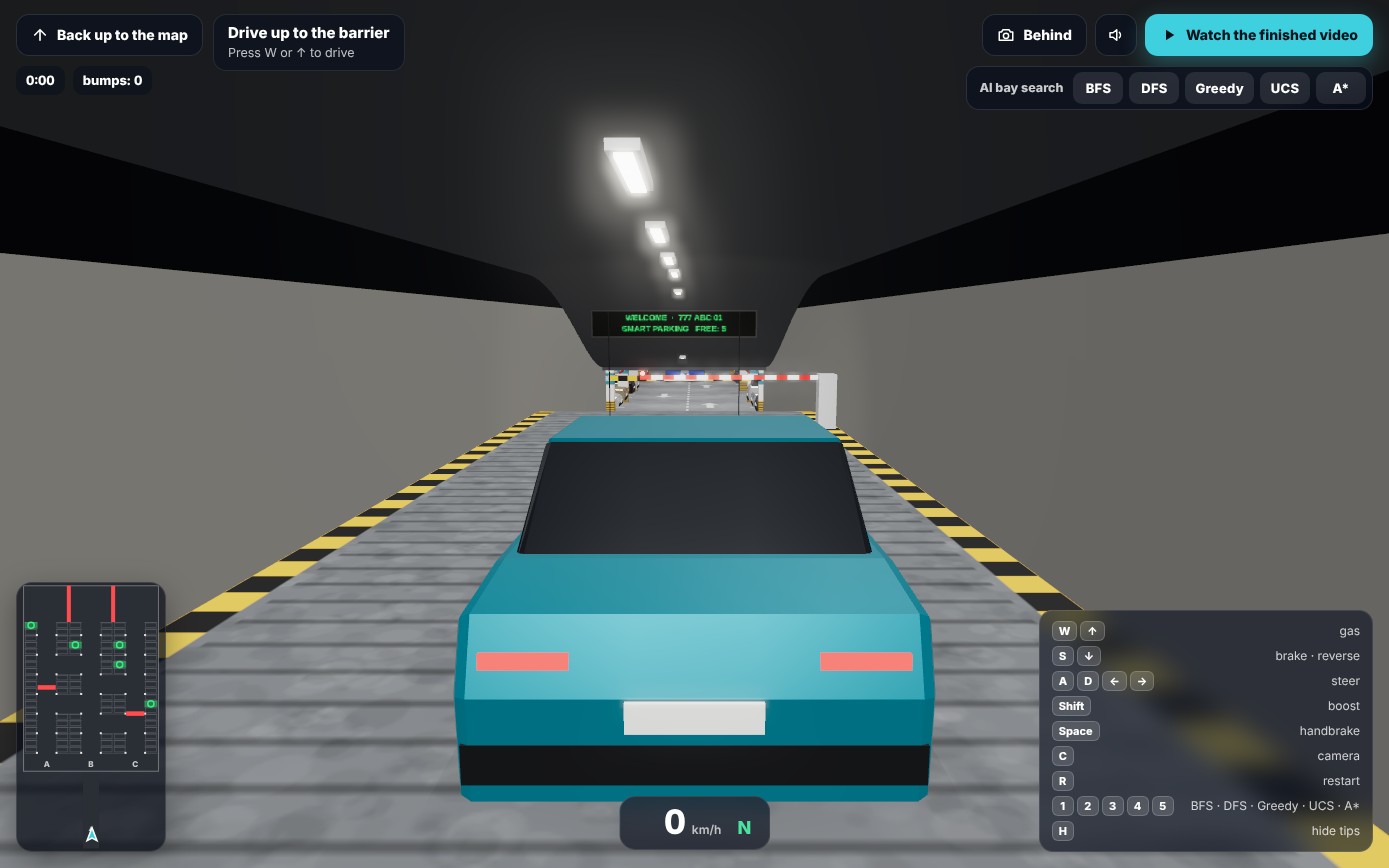 Back up to the map
Drive up to the barrier
Press W or ↑ to drive
0:00
bumps: 0
Behind
Watch the finished video
AI bay search
BFS
DFS
Greedy
UCS
A*
WELCOME · 777 ABC 01
SMART PARKING FREE: 5
A B C
0 km/h N
W ↑ gas
S ↓ brake · reverse
A D ← → steer
Shift boost
Space handbrake
C camera
R restart
1 2 3 4 5 BFS · DFS · Greedy · UCS · A*
H hide tips